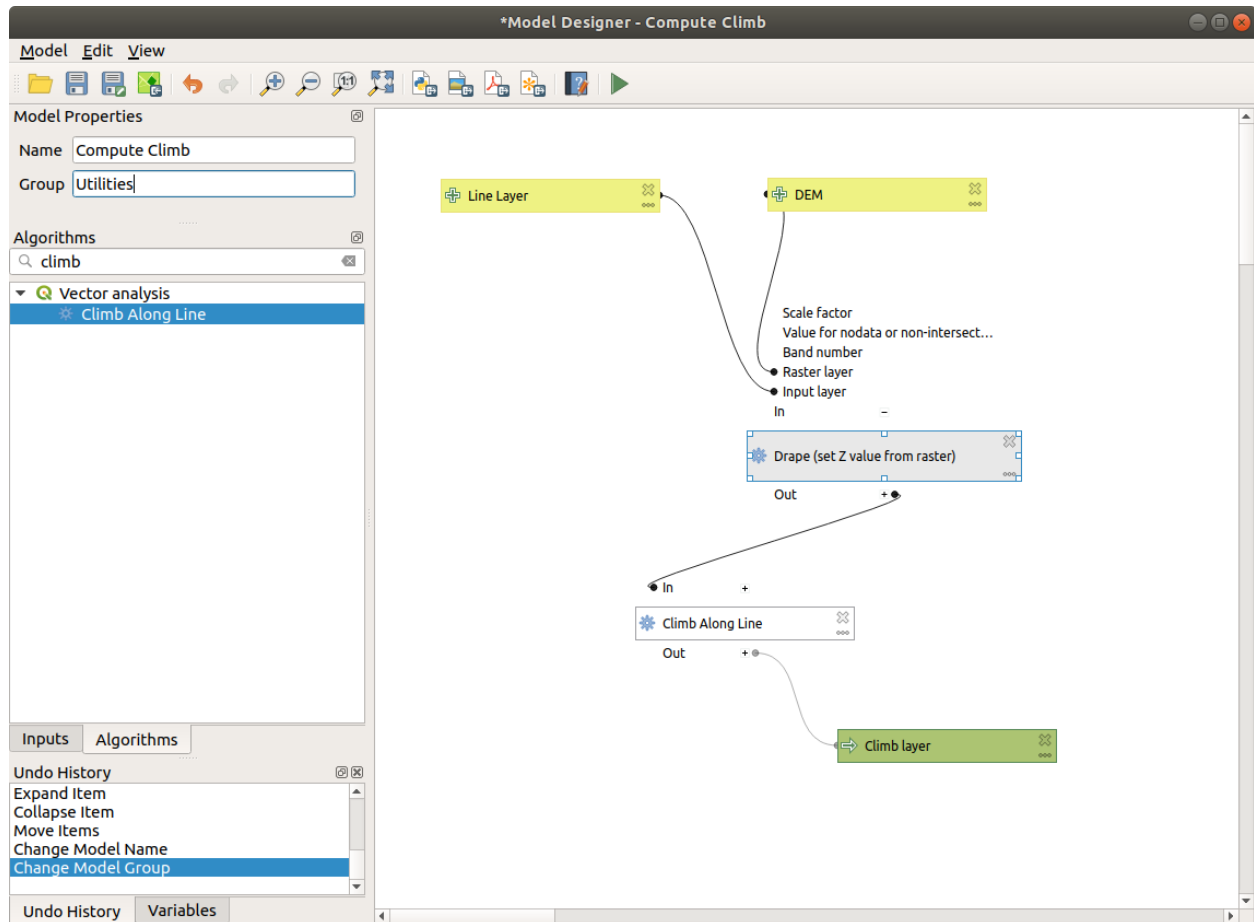 *Model Designer - Compute Climb
Model Edit View
Model Properties
Name Compute Climb
Group Utilities
Algorithms
climb
Vector analysis
Climb Along Line
Inputs Algorithms
Undo History
Expand Item
Collapse Item
Move Items
Change Model Name
Change Model Group
Undo History Variables
Line Layer
DEM
Scale factor
Value for nodata or non-intersect…
Band number
Raster layer
Input layer
In -
Drape (set Z value from raster)
Out +
In +
Climb Along Line
Out +
Climb layer